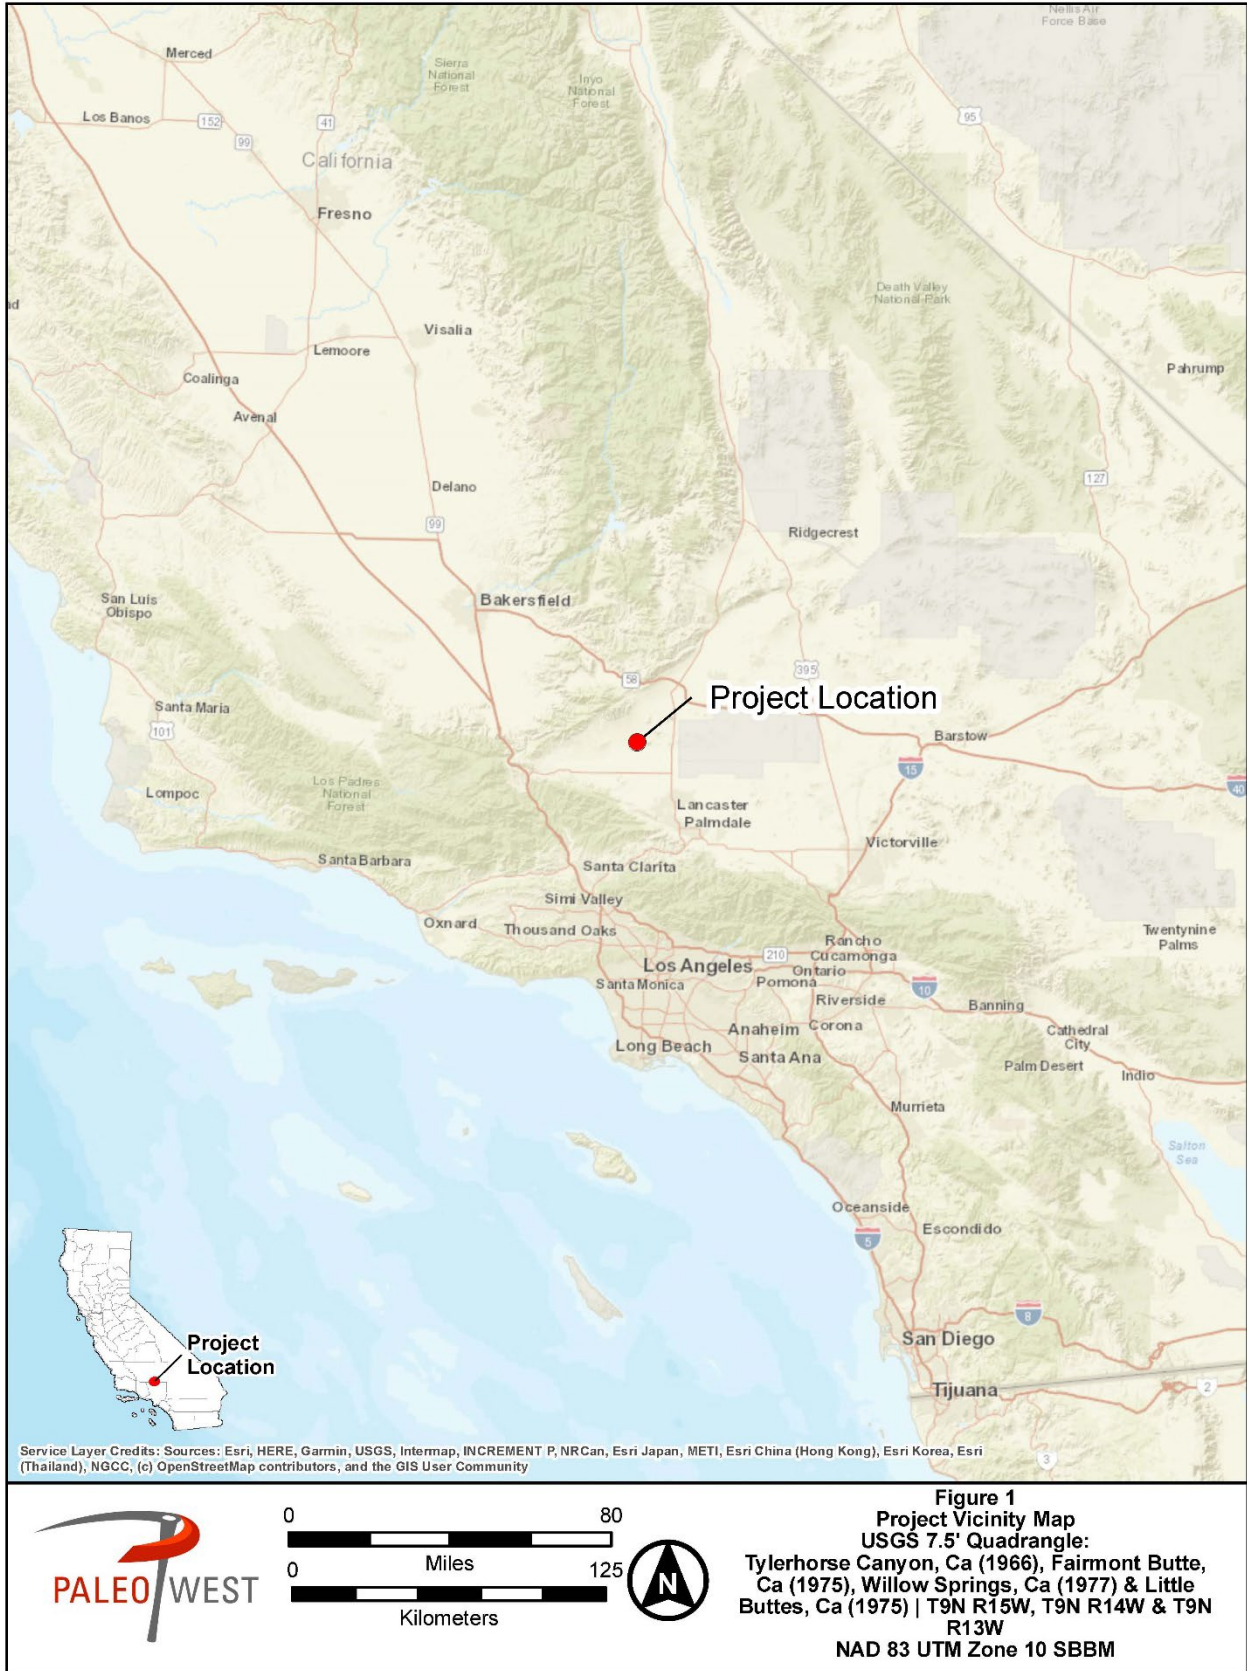 Nellis Air
Force Base
Merced
Sierra
National
Forest
Inyo
National
Forest
Los Banos
152
41
95
99
California
Fresno
Death Valley
National Park
ad
Visalia
Lemoore
Pahrump
Coalinga
Avenal
127
Delano
99
Ridgecrest
San Luis
Obispo
Bakersfield
58
395
Project Location
Santa Maria
101
Barstow
15
40
Los Padres
National
Forest
Lompoc
Lancaster
Palmdale
Victorville
Santa Barbara
Santa Clarita
Simi Valley
Oxnard
Thousand Oaks
Twentynine
Palms
Rancho
Cucamonga
210
Los Angeles
Ontario
Santa Monica
Pomona
10
Riverside
Banning
Anaheim
Corona
Cathedral
City
Long Beach
Santa Ana
Palm Desert
Indio
Murrieta
Salton
Sea
Oceanside
Escondido
5
8
San Diego
Project
Location
Tijuana
2
3
Service Layer Credits: Sources: Esri, HERE, Garmin, USGS, Intermap, INCREMENT P, NRCan, Esri Japan, METI, Esri China (Hong Kong), Esri Korea, Esri
(Thailand), NGCC, (c) OpenStreetMap contributors, and the GIS User Community
PALEO WEST
0 80
Miles
0 125
Kilometers
N
Figure 1
Project Vicinity Map
USGS 7.5' Quadrangle:
Tylerhorse Canyon, Ca (1966), Fairmont Butte,
Ca (1975), Willow Springs, Ca (1977) & Little
Buttes, Ca (1975) | T9N R15W, T9N R14W & T9N
R13W
NAD 83 UTM Zone 10 SBBM